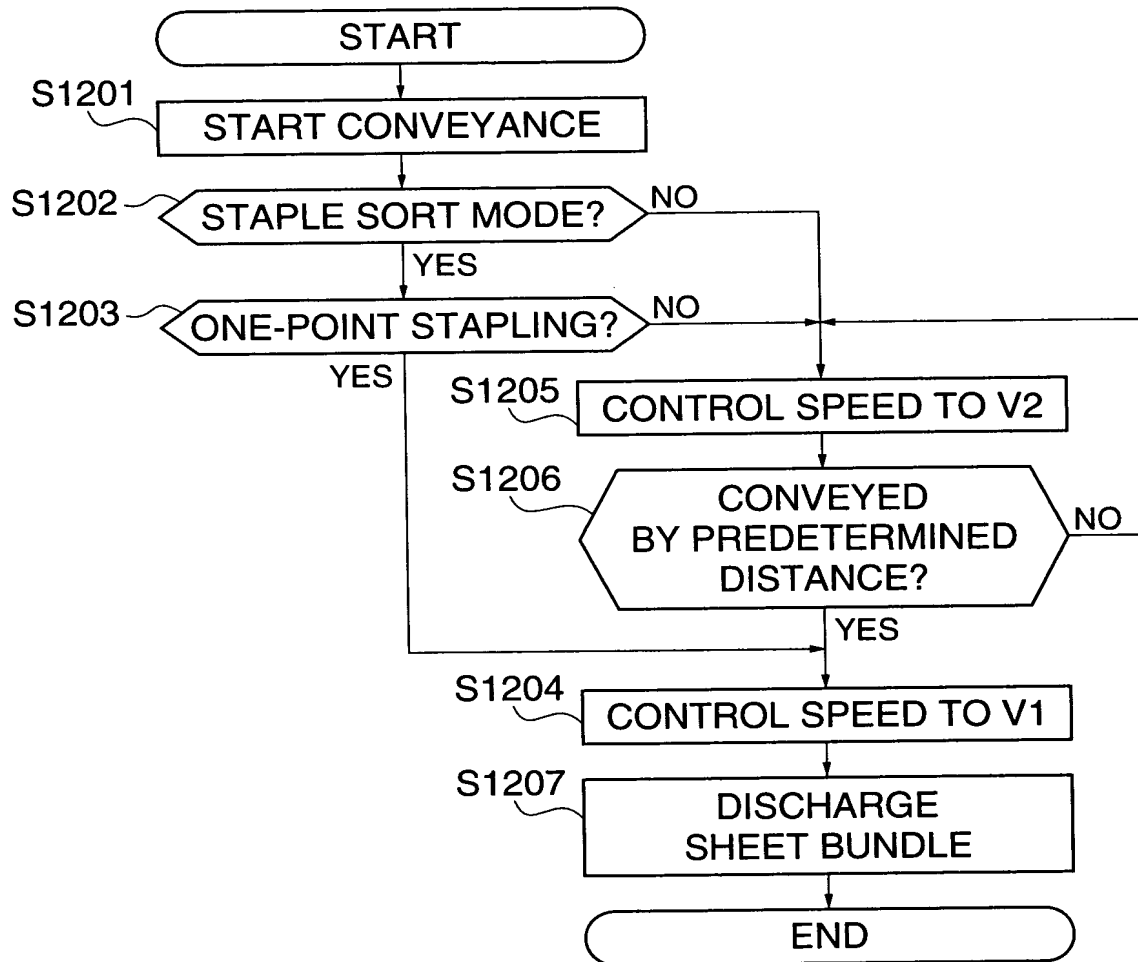 START
S1201
START CONVEYANCE
S1202
STAPLE SORT MODE?
NO
YES
S1203
ONE-POINT STAPLING?
NO
YES
S1205
CONTROL SPEED TO V2
S1206
CONVEYED
BY PREDETERMINED
DISTANCE?
NO
YES
S1204
CONTROL SPEED TO V1
S1207
DISCHARGE
SHEET BUNDLE
END